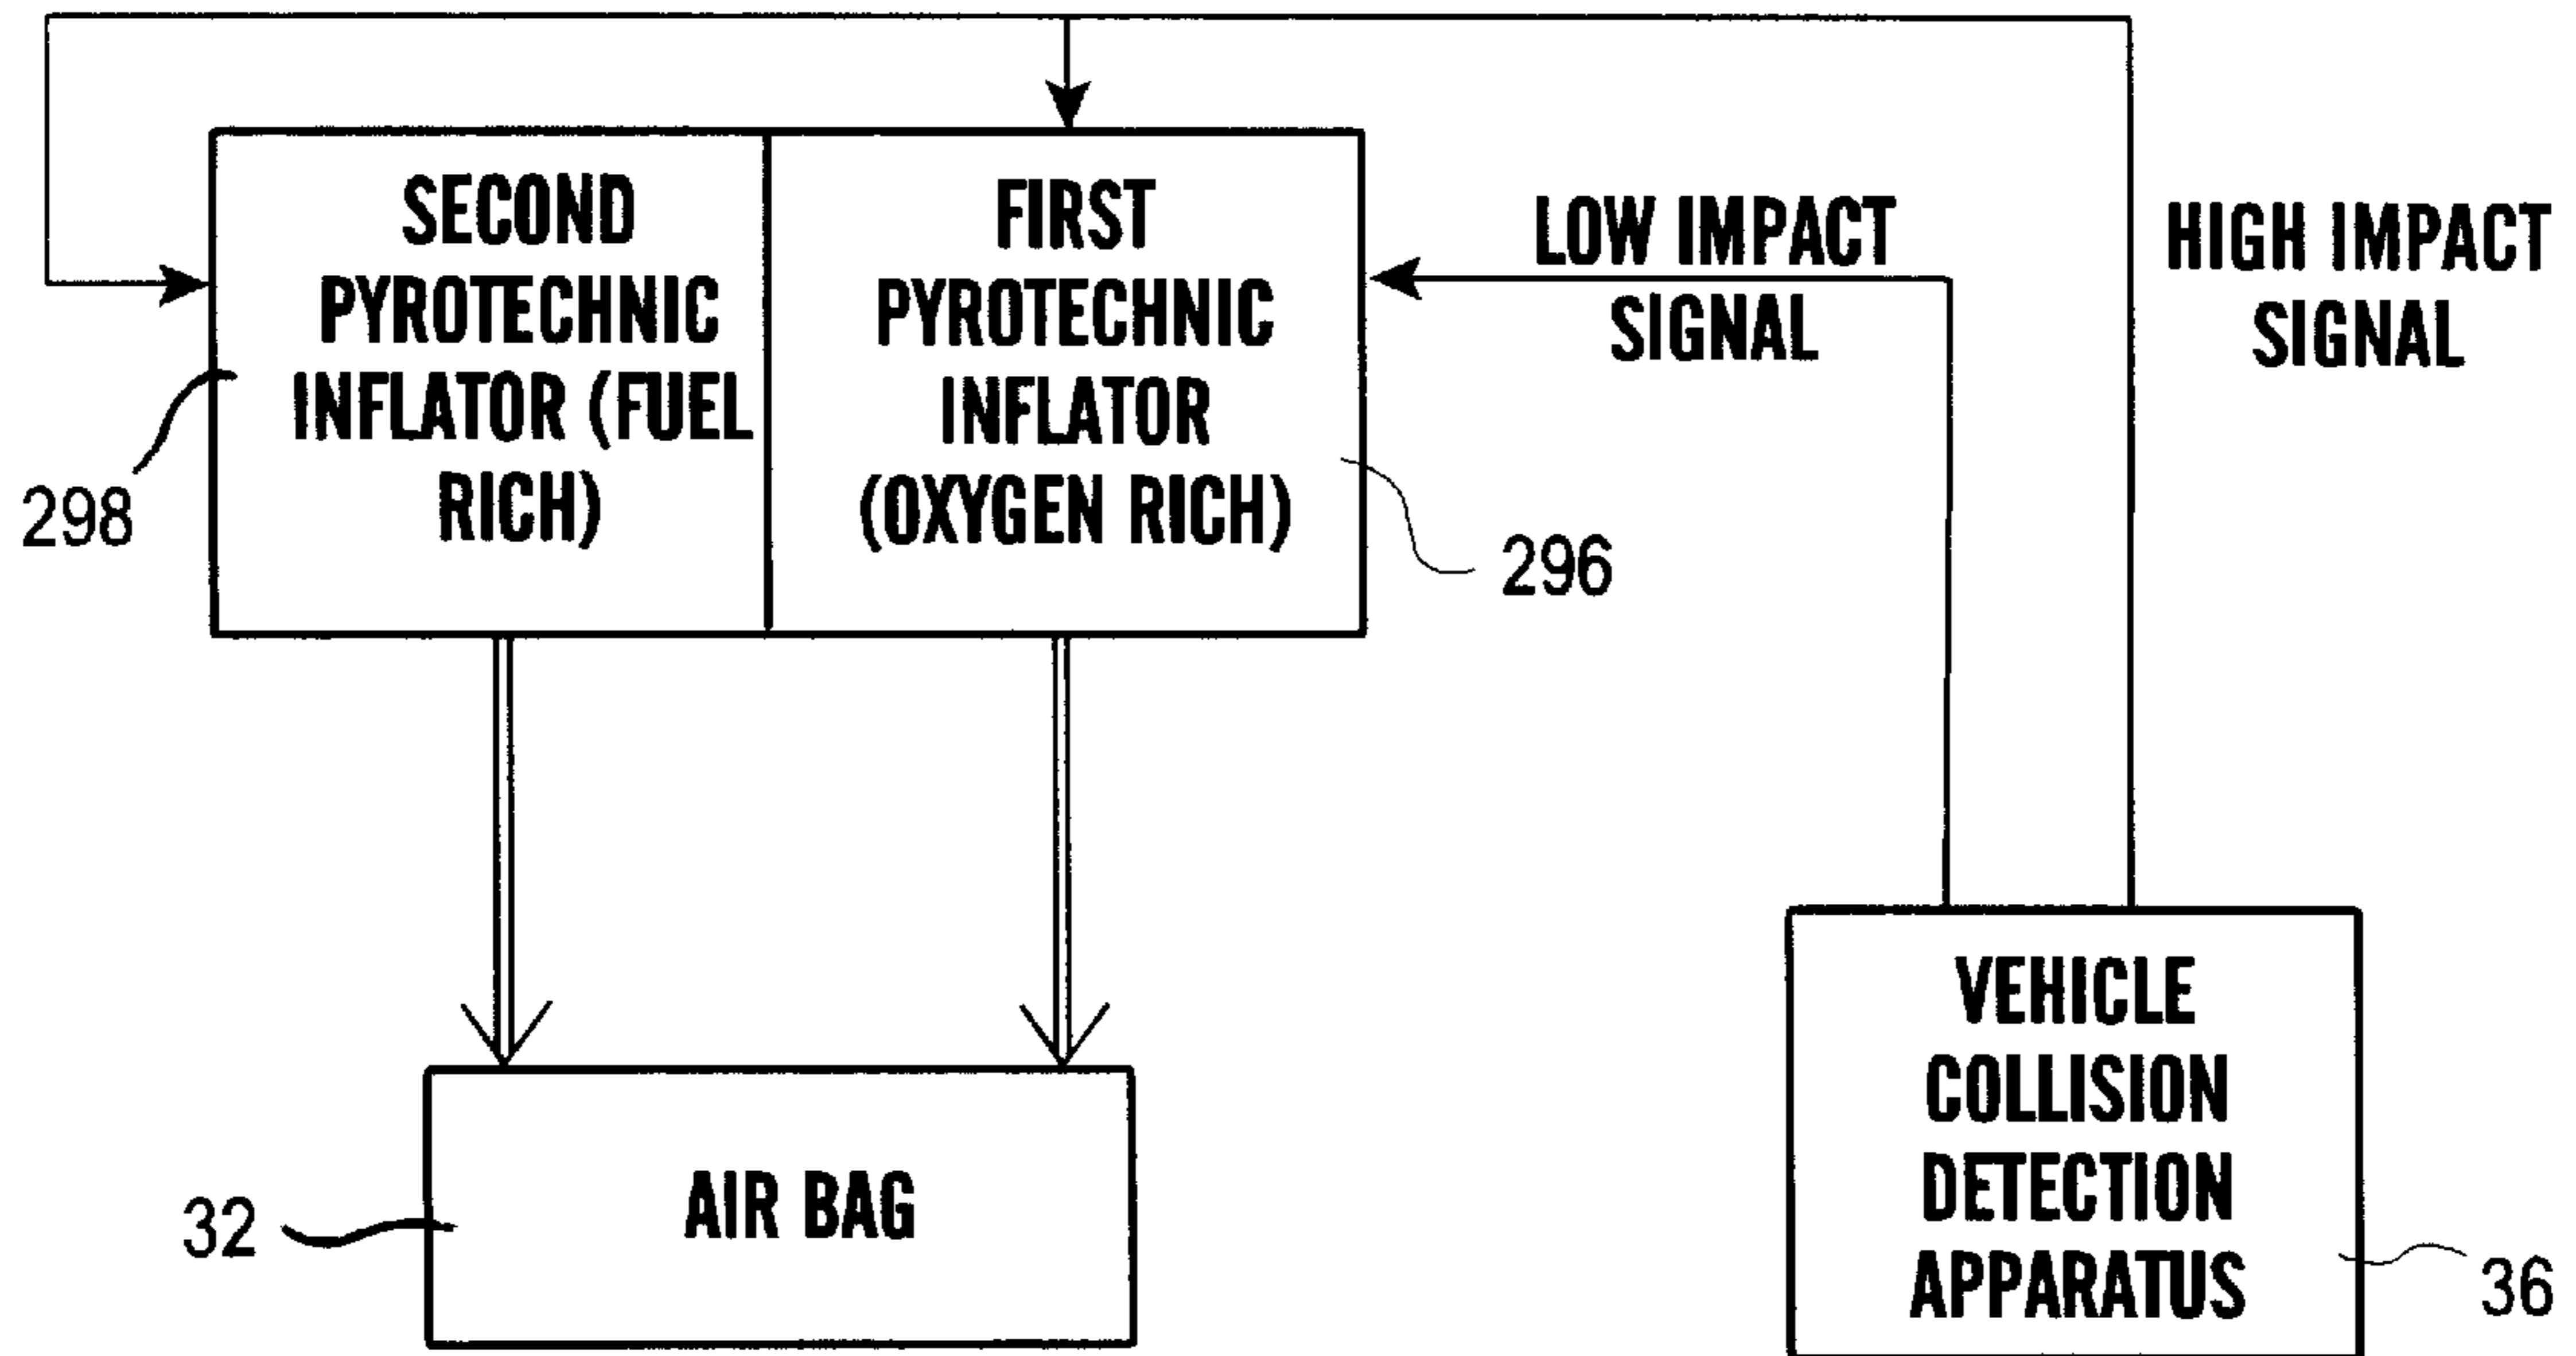 SECOND
PYROTECHNIC
INFLATOR (FUEL
RICH)
298
FIRST
PYROTECHNIC
INFLATOR
(OXYGEN RICH)
296
LOW IMPACT
SIGNAL
HIGH IMPACT
SIGNAL
AIR BAG
32
VEHICLE
COLLISION
DETECTION
APPARATUS
36